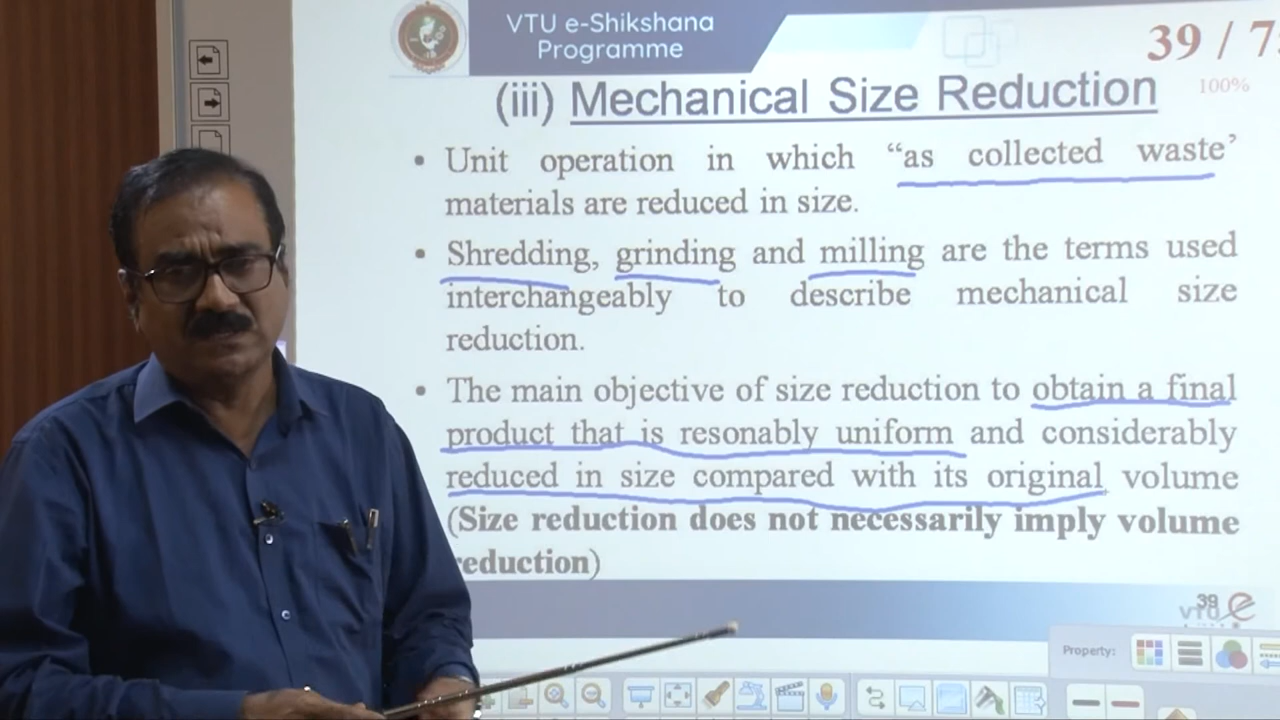 VTU e-Shikshana
Programme
39 / 7
100%
(iii) Mechanical Size Reduction
• Unit operation in which “as collected waste’
materials are reduced in size.
• Shredding, grinding and milling are the terms used
interchangeably to describe mechanical size
reduction.
• The main objective of size reduction to obtain a final
product that is resonably uniform and considerably
reduced in size compared with its original volume
(Size reduction does not necessarily imply volume
reduction)
39
VTU e
Property: